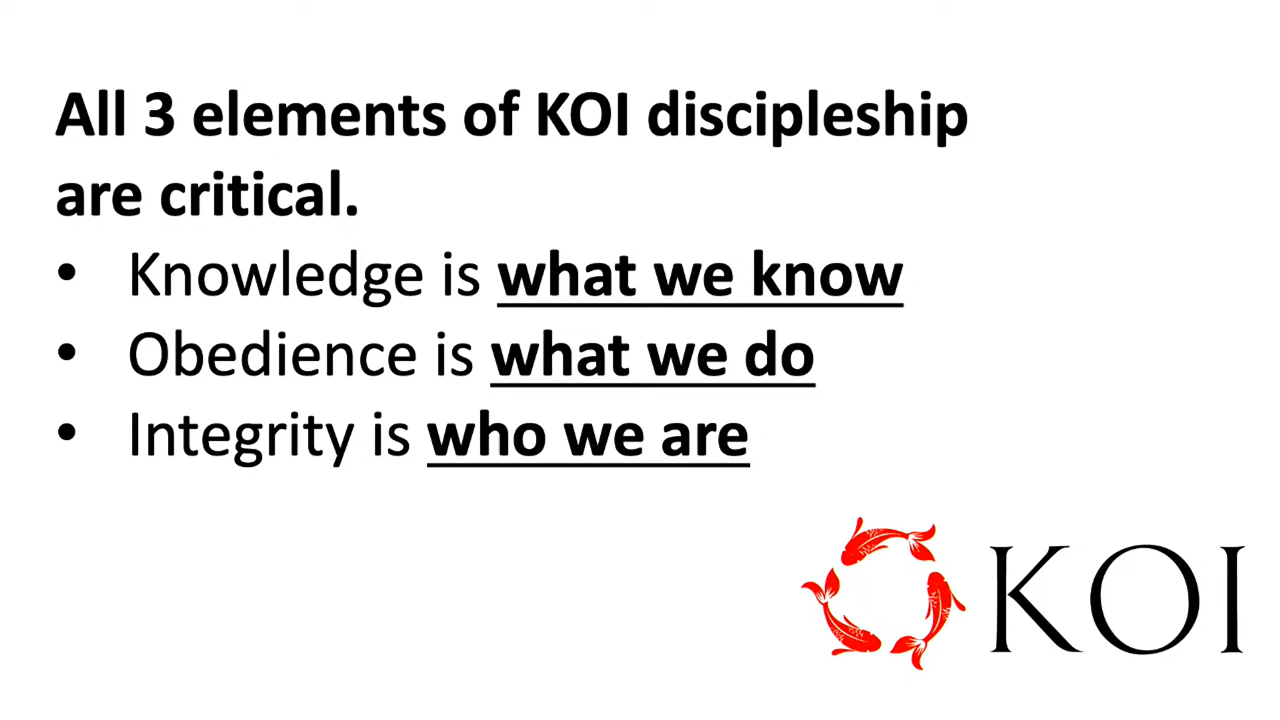 All 3 elements of KOI discipleship
are critical.
• Knowledge is what we know
• Obedience is what we do
• Integrity is who we are
KOI